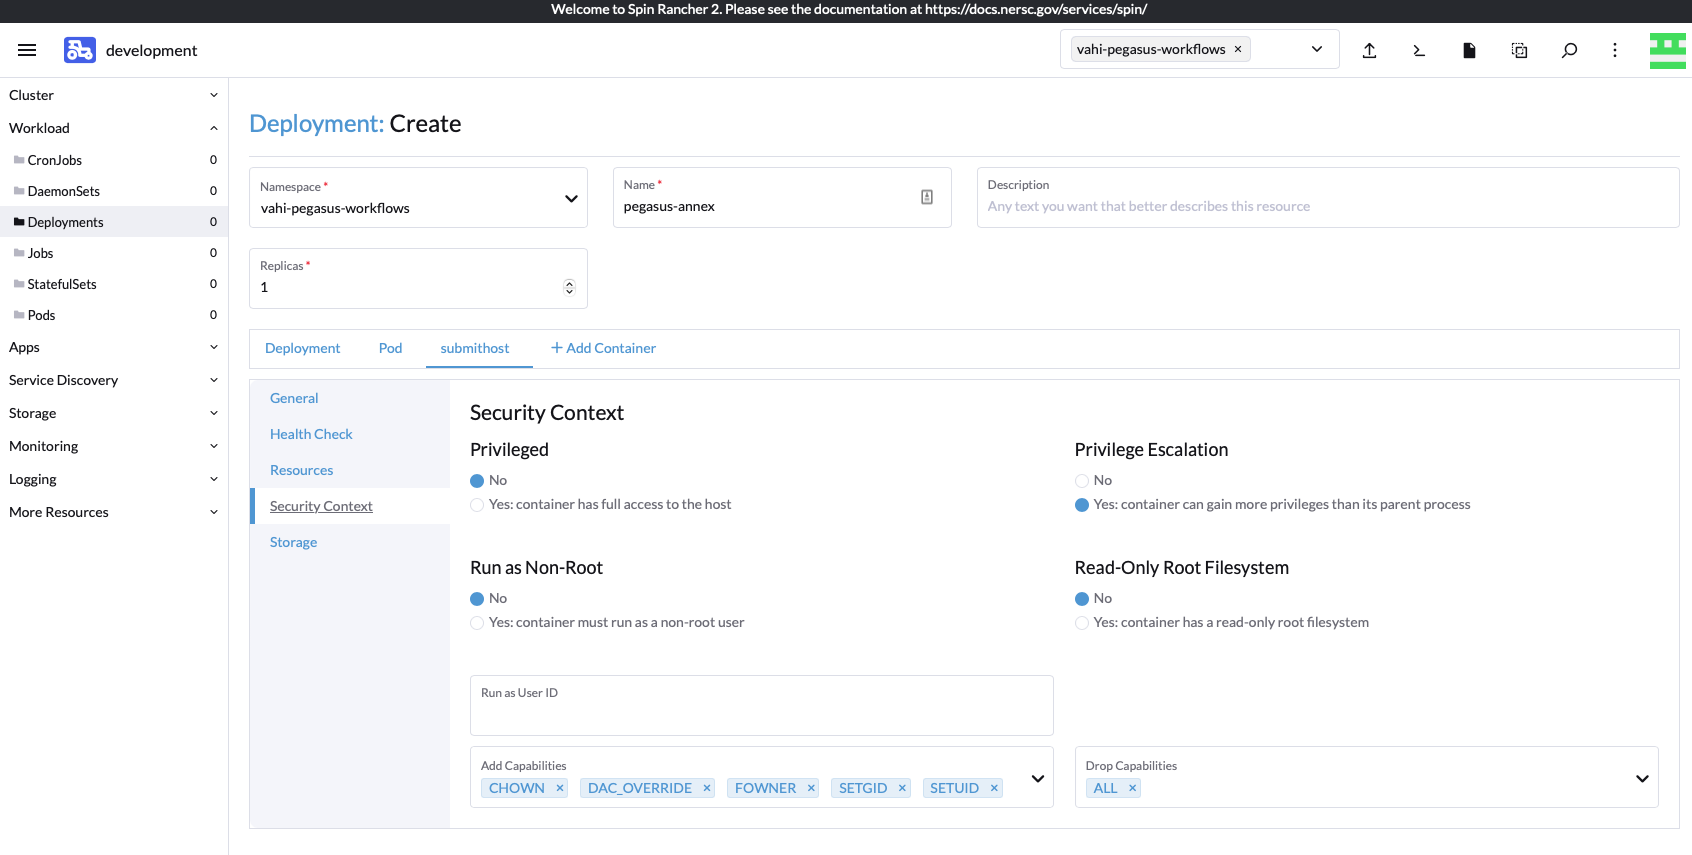 Welcome to Spin Rancher 2. Please see the documentation at https://docs.nersc.gov/services/spin/
development
vahi-pegasus-workflows ×
Cluster
Workload
CronJobs 0
DaemonSets 0
Deployments 0
Jobs 0
StatefulSets 0
Pods 0
Apps
Service Discovery
Storage
Monitoring
Logging
More Resources
Deployment: Create
Namespace *
vahi-pegasus-workflows
Name *
pegasus-annex
Description
Any text you want that better describes this resource
Replicas *
1
Deployment Pod submithost + Add Container
General
Health Check
Resources
Security Context
Storage
Security Context
Privileged
No
Yes: container has full access to the host
Privilege Escalation
No
Yes: container can gain more privileges than its parent process
Run as Non-Root
No
Yes: container must run as a non-root user
Read-Only Root Filesystem
No
Yes: container has a read-only root filesystem
Run as User ID
Add Capabilities
CHOWN × DAC_OVERRIDE × FOWNER × SETGID × SETUID ×
Drop Capabilities
ALL ×